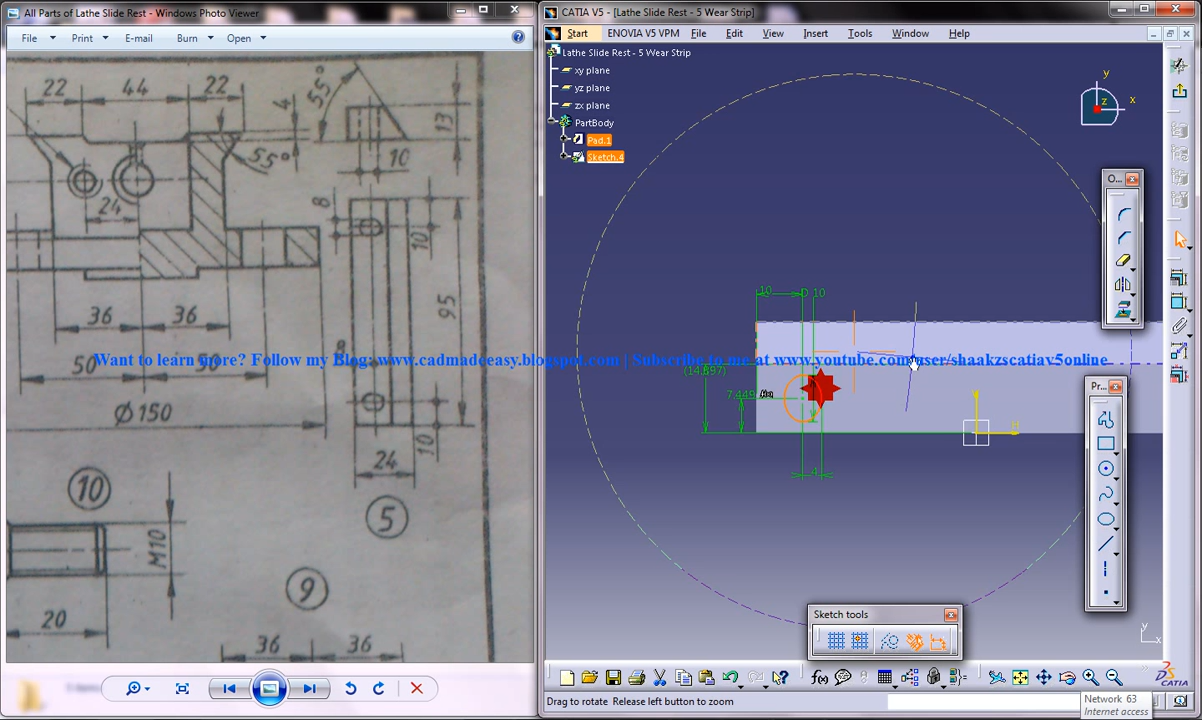 All Parts of Lathe Slide Rest - Windows Photo Viewer
File Print E-mail Burn Open
22 44 22
4
55°
55°
13
10
24
8
10
95
36 36
50 50
8
Φ150
10
24
10
5
M10
9
20
36 36
CATIA V5 - [Lathe Slide Rest - 5 Wear Strip]
Start ENOVIA V5 VPM File Edit View Insert Tools Window Help
Lathe Slide Rest - 5 Wear Strip
xy plane
yz plane
zx plane
PartBody
Pad.1
Sketch.4
y
z x
O...
10 D 10
Want to learn more? Follow my Blog: www.cadmadeeasy.blogspot.com | Subscribe to me at www.youtube.com/user/shaakzscatiav5online
(14.897)
7.449
4
H
Pr...
Sketch tools
y
x
CATIA
Drag to rotate Release left button to zoom
Network 63
Internet access